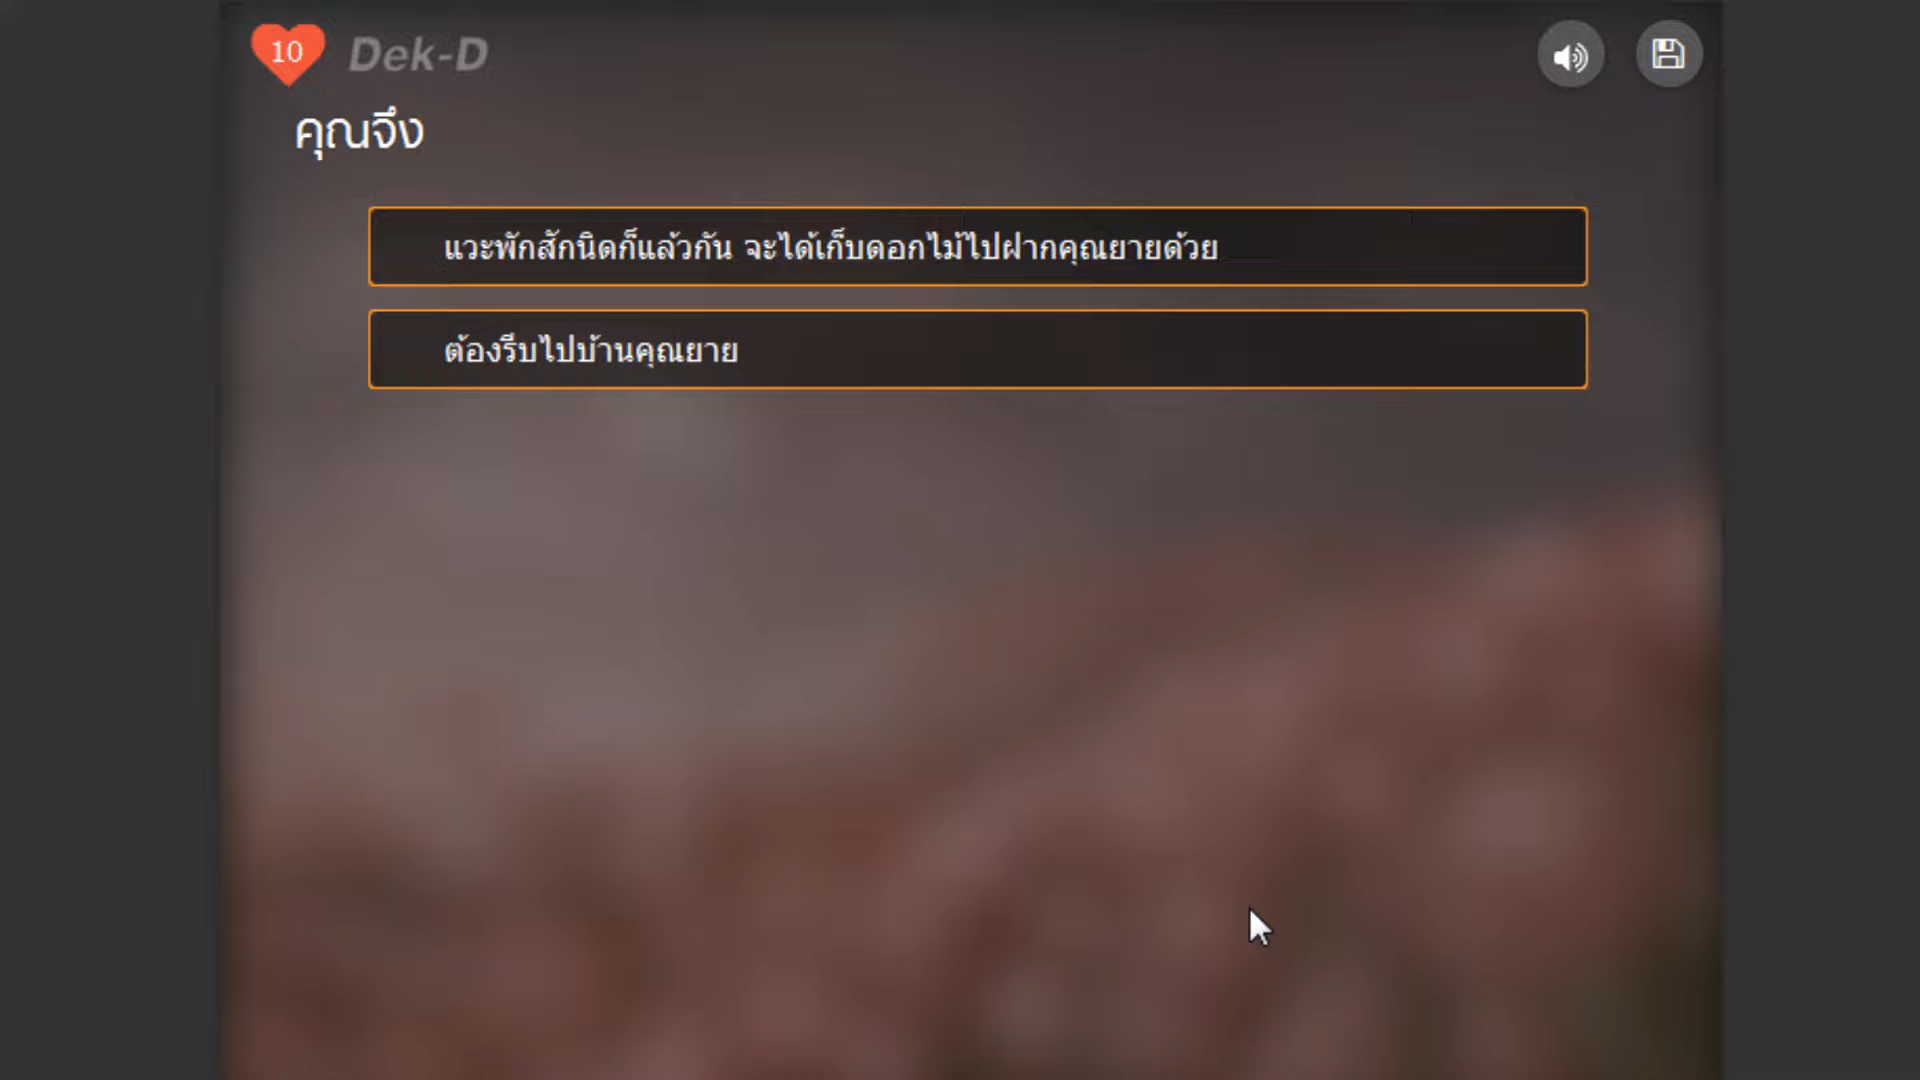 10 Dek-D
คุณจึง
แวะพักสักนิดก็แล้วกัน จะได้เก็บดอกไม้ไปฝากคุณยายด้วย
ต้องรีบไปบ้านคุณยาย